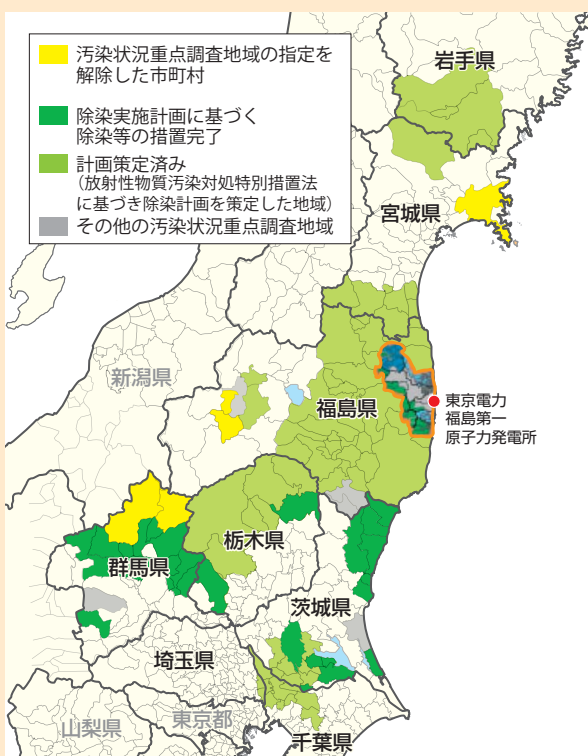 汚染状況重点調査地域の指定を
解除した市町村
除染実施計画に基づく
除染等の措置完了
計画策定済み
(放射性物質汚染対処特別措置法
に基づき除染計画を策定した地域)
その他の汚染状況重点調査地域
岩手県
宮城県
新潟県
福島県
東京電力
福島第一
原子力発電所
栃木県
群馬県
茨城県
埼玉県
山梨県
東京都
千葉県